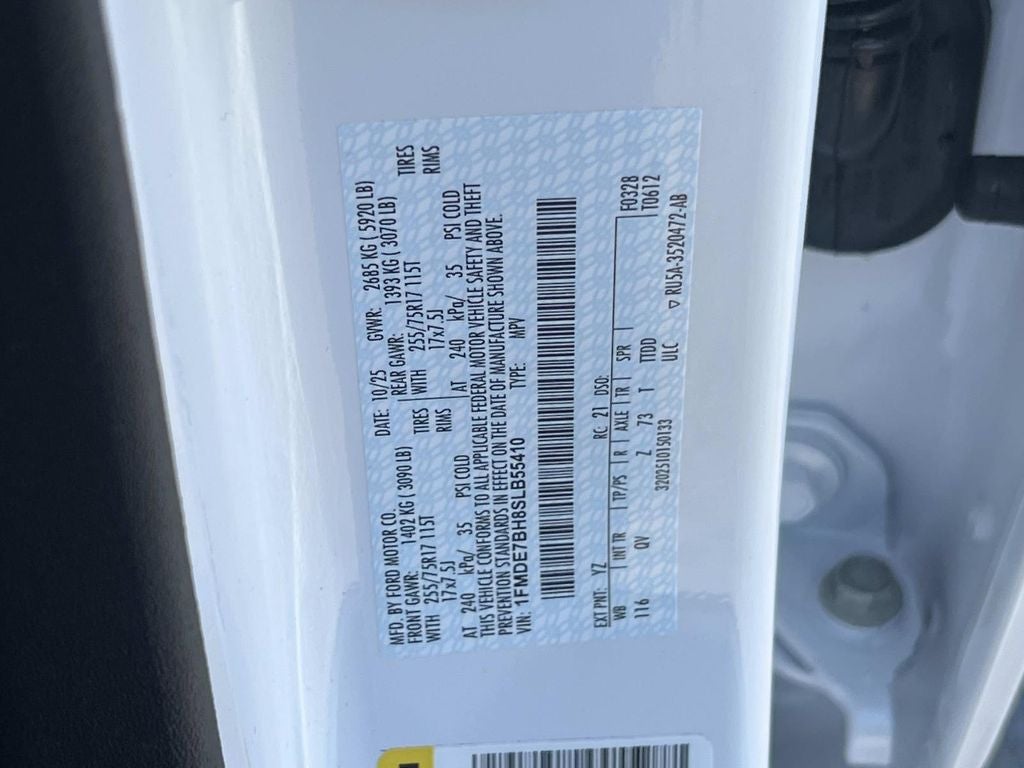 MFD. BY FORD MOTOR CO. DATE: 10/25 GVWR: 2685 KG ( 5920 LB)
FRONT GAWR: 1402 KG ( 3090 LB) REAR GAWR: 1393 KG ( 3070 LB)
WITH 255/75R17 115T TIRES WITH 255/75R17 115T TIRES
17x7.5J RIMS 17x7.5J RIMS
AT 240 kPa/ 35 PSI COLD AT 240 kPa/ 35 PSI COLD
THIS VEHICLE CONFORMS TO ALL APPLICABLE FEDERAL MOTOR VEHICLE SAFETY AND THEFT
PREVENTION STANDARDS IN EFFECT ON THE DATE OF MANUFACTURE SHOWN ABOVE.
VIN: 1FMDE7BH8SLB55410 TYPE: MPV
EXT PNT: YZ RC: 21 DSO: F0328
WB INT TR TP/PS R AXLE TR SPR T0612
116 QV Z 73 T TTDD
3202510150133 ULC ▽ RU5A-3520472-AB